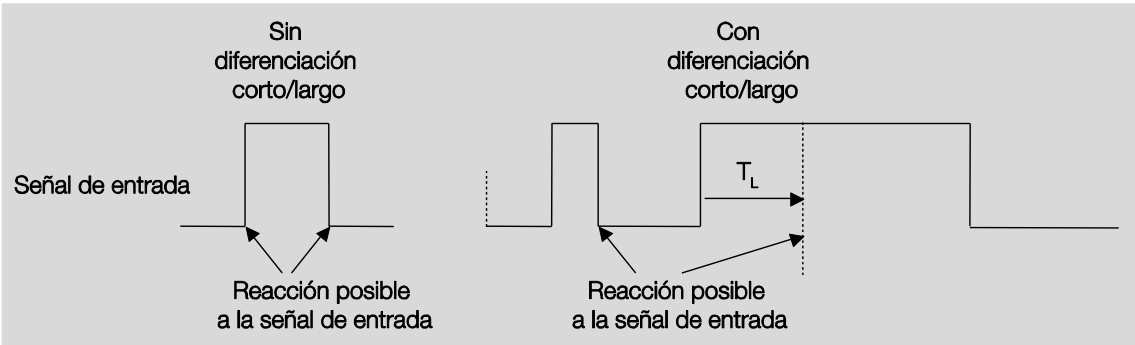 Sin
diferenciación
corto/largo
Con
diferenciación
corto/largo
Señal de entrada
T_L
Reacción posible
a la señal de entrada
Reacción posible
a la señal de entrada